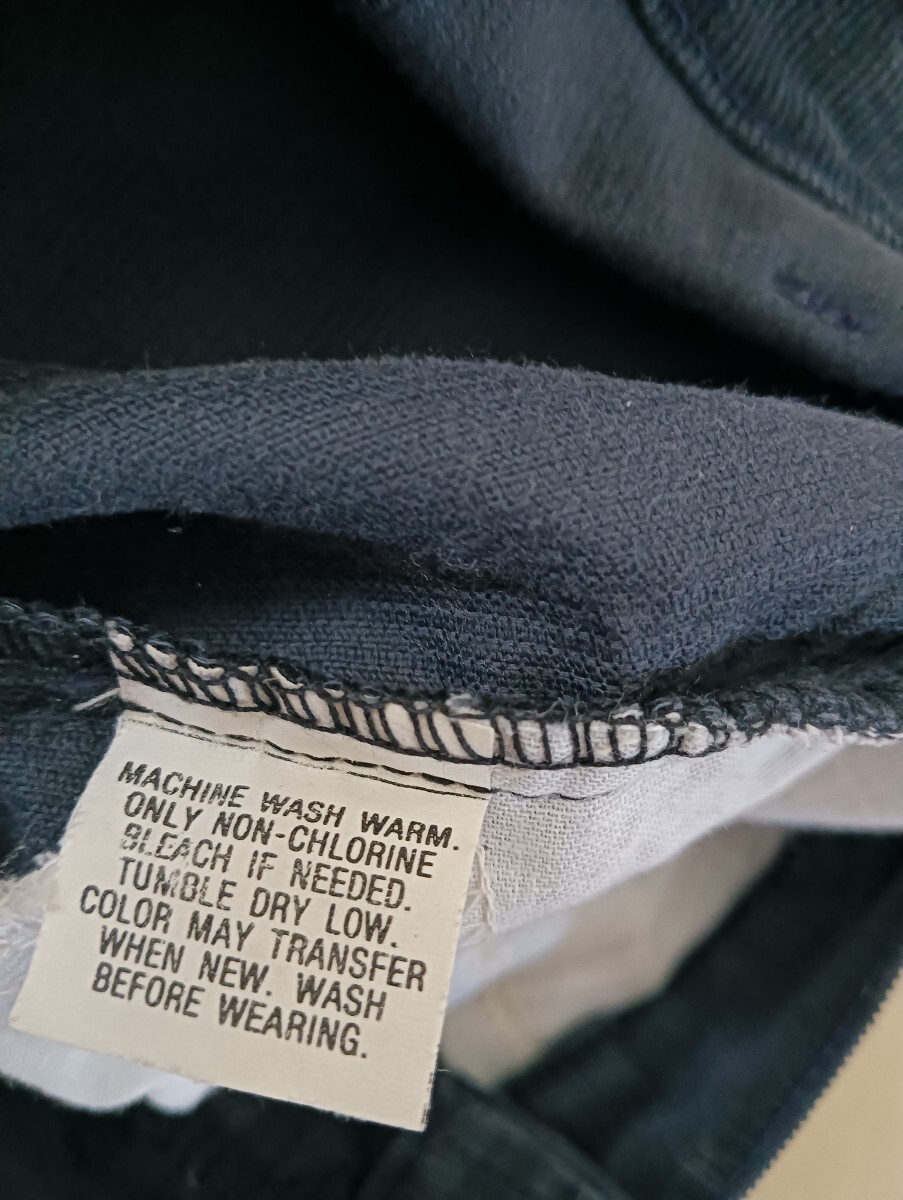 MACHINE WASH WARM.
ONLY NON-CHLORINE
BLEACH IF NEEDED.
TUMBLE DRY LOW.
COLOR MAY TRANSFER
WHEN NEW. WASH
BEFORE WEARING.